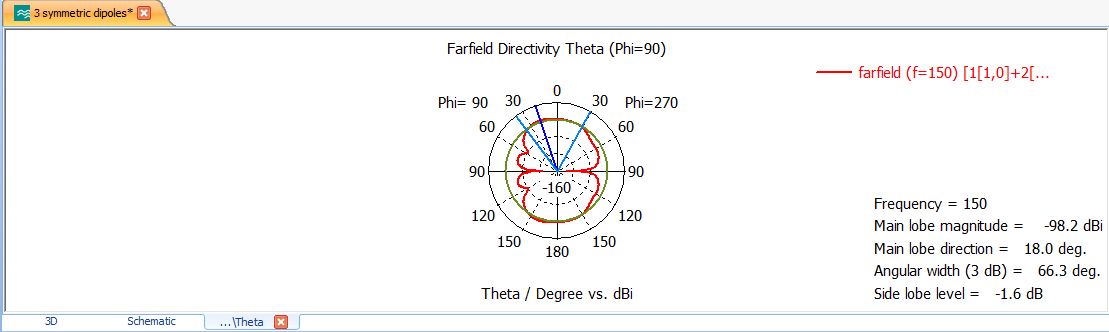 3 symmetric dipoles*
Farfield Directivity Theta (Phi=90)
farfield (f=150) [1[1,0]+2[...
Phi= 90 30 0 30 Phi=270
60 60
90 90
-160
120 120
150 150
180
Frequency = 150
Main lobe magnitude = -98.2 dBi
Main lobe direction = 18.0 deg.
Angular width (3 dB) = 66.3 deg.
Side lobe level = -1.6 dB
Theta / Degree vs. dBi
3D Schematic ...\Theta